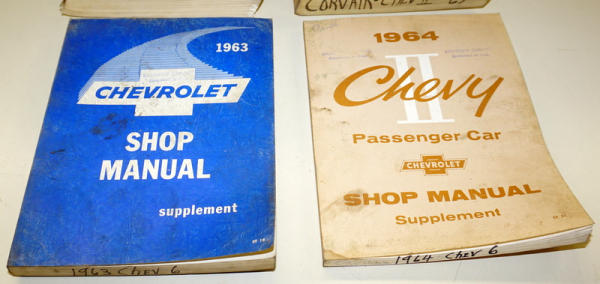 CORVAIR-CHEV II
1963
CHEVROLET
SHOP
MANUAL
supplement
1963 CHEV 6
1964
II
Chevy
Passenger Car
CHEVROLET
SHOP MANUAL
Supplement
1964 CHEV 6